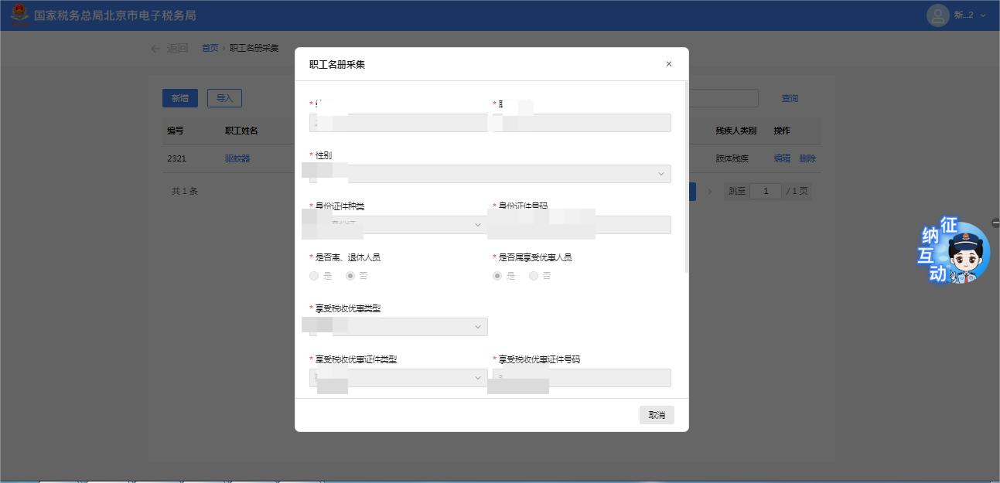 国家税务总局北京市电子税务局
新...2
返回 首页 › 职工名册采集
职工名册采集 ×
新增 导入 查询
* *
编号 职工姓名 残疾人类别 操作
* 性别
2321 驱蚊器 肢体残疾 编辑 删除
共 1 条 跳至 1 / 1 页
* 身份证件种类 * 身份证件号码
* 是否离、退休人员 * 是否属享受优惠人员
是 否 是 否
* 享受税收优惠类型
* 享受税收优惠证件类型 * 享受税收优惠证件号码
取消
征
纳
互
动